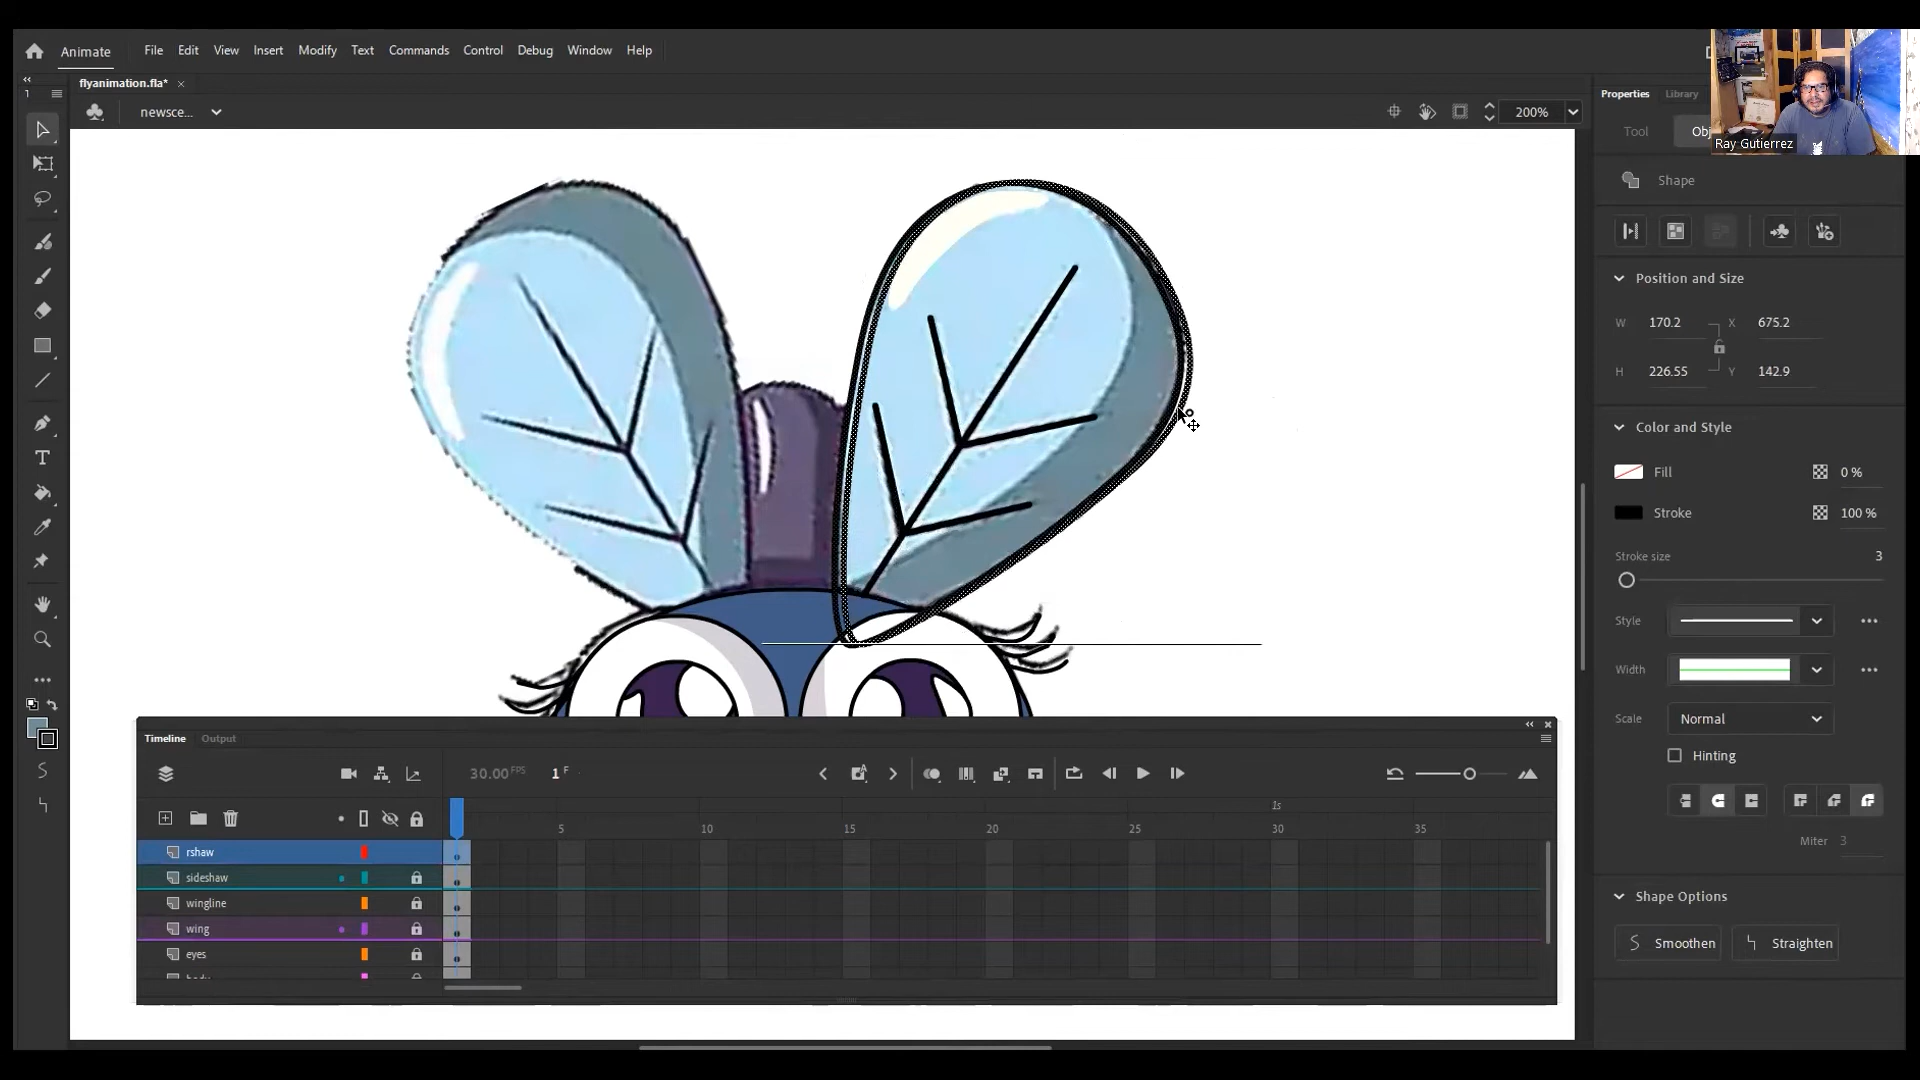 Animate File Edit View Insert Modify Text Commands Control Debug Window Help
1 flyanimation.fla* ×
newsce... 200%
Properties Library
Tool Obj
Ray Gutierrez
Shape
Position and Size
W 170.2 X 675.2
H 226.55 Y 142.9
Color and Style
Fill 0 %
Stroke 100 %
Stroke size 3
Style
Width
Scale Normal
Hinting
Miter 3
Shape Options
Smoothen Straighten
Timeline Output
30.00 FPS 1 F
1s
5 10 15 20 25 30 35
rshaw
sideshaw
wingline
wing
eyes